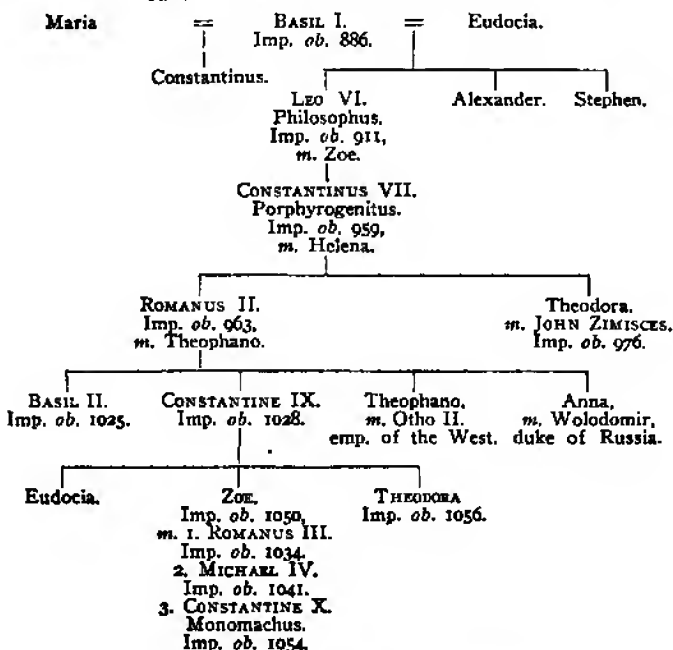 Maria = BASIL I. = Eudocia.
Imp. ob. 886.
Constantinus.
LEO VI. Alexander. Stephen.
Philosophus.
Imp. ob. 911,
m. Zoe.
CONSTANTINUS VII.
Porphyrogenitus.
Imp. ob. 959,
m. Helena.
ROMANUS II. Theodora.
Imp. ob. 963, m. JOHN ZIMISCES.
m. Theophano. Imp. ob. 976.
BASIL II. CONSTANTINE IX. Theophano, Anna,
Imp. ob. 1025. Imp. ob. 1028. m. Otho II. m, Wolodomir,
emp. of the West. duke of Russia.
Eudocia. ZOE, THEODORA
Imp. ob. 1050, Imp. ob. 1056.
m. 1. ROMANUS III.
Imp. ob. 1034.
2. MICHAEL IV.
Imp. ob. 1041.
3. CONSTANTINE X.
Monomachus.
Imp. ob. 1054.